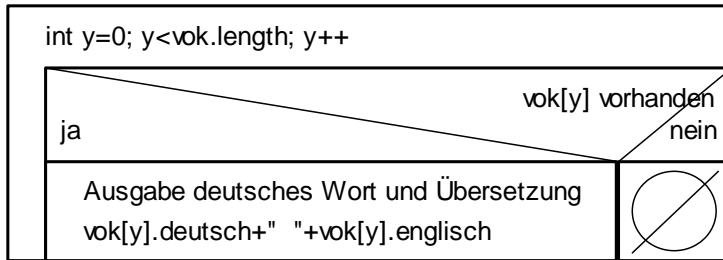 int y=0; y<vok.length; y++
vok[y] vorhanden
ja
nein
Ausgabe deutsches Wort und Übersetzung
vok[y].deutsch+" "+vok[y].englisch